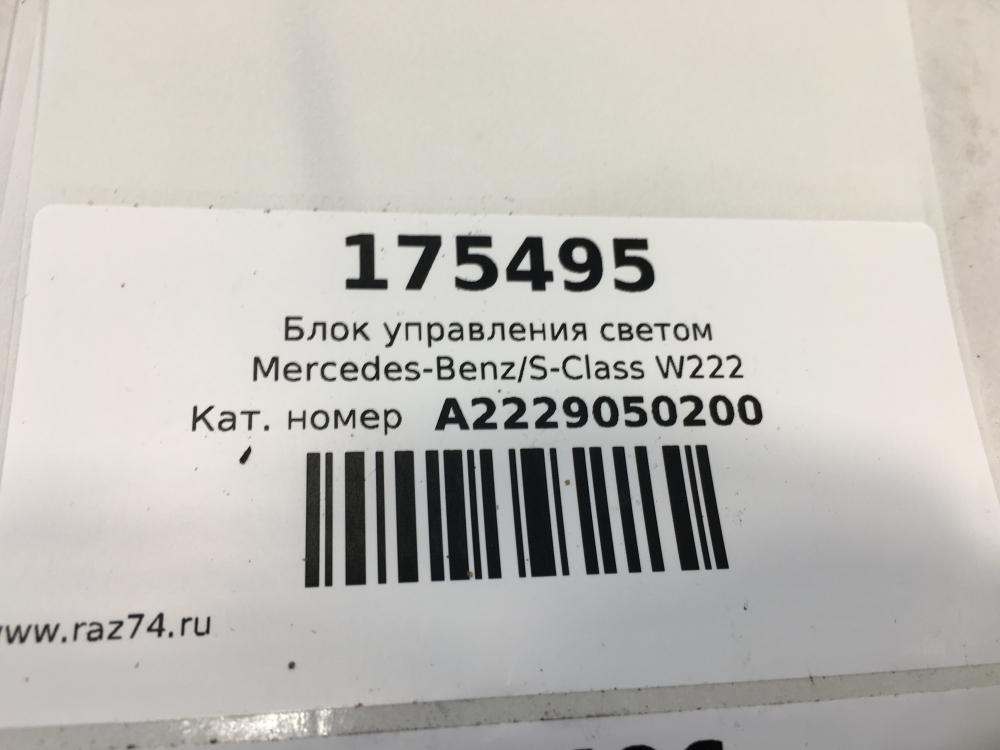 175495
Блок управления светом
Mercedes-Benz/S-Class W222
Кат. номер A2229050200
www.raz74.ru